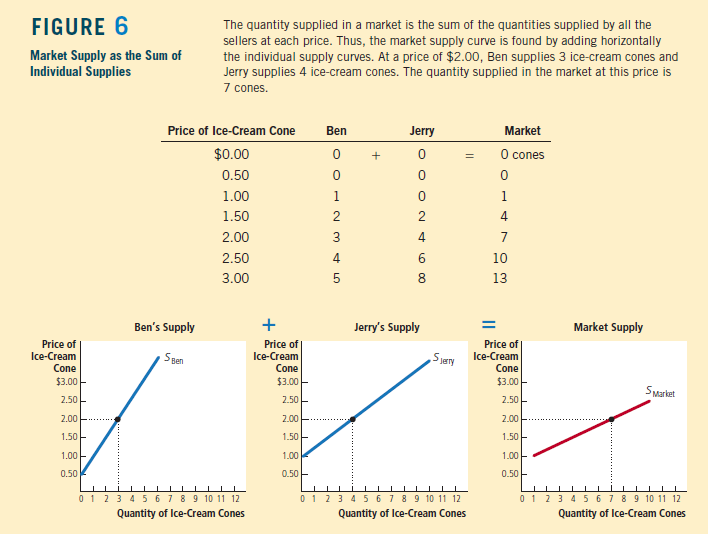 FIGURE 6
Market Supply as the Sum of
Individual Supplies
The quantity supplied in a market is the sum of the quantities supplied by all the
sellers at each price. Thus, the market supply curve is found by adding horizontally
the individual supply curves. At a price of $2.00, Ben supplies 3 ice-cream cones and
Jerry supplies 4 ice-cream cones. The quantity supplied in the market at this price is
7 cones.
Price of Ice-Cream Cone Ben Jerry Market
$0.00 0 + 0 = 0 cones
0.50 0 0 0
1.00 1 0 1
1.50 2 2 4
2.00 3 4 7
2.50 4 6 10
3.00 5 8 13
Ben's Supply + Jerry's Supply = Market Supply
Price of
Ice-Cream
Cone
$3.00
2.50
2.00
1.50
1.00
0.50
S Ben
0 1 2 3 4 5 6 7 8 9 10 11 12
Quantity of Ice-Cream Cones
Price of
Ice-Cream
Cone
$3.00
2.50
2.00
1.50
1.00
0.50
S Jerry
0 1 2 3 4 5 6 7 8 9 10 11 12
Quantity of Ice-Cream Cones
Price of
Ice-Cream
Cone
$3.00
2.50
2.00
1.50
1.00
0.50
S Market
0 1 2 3 4 5 6 7 8 9 10 11 12
Quantity of Ice-Cream Cones